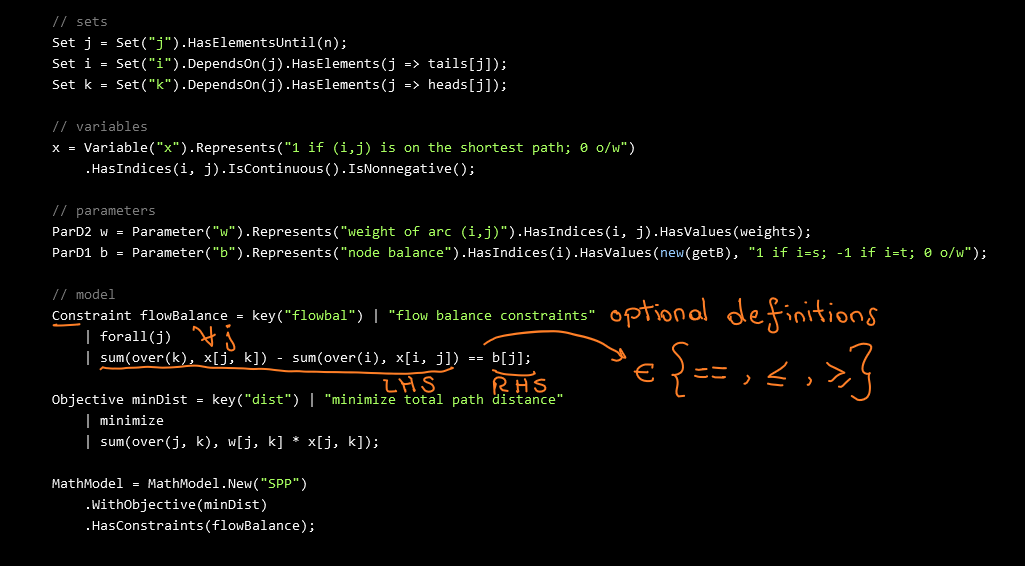 // sets
Set j = Set("j").HasElementsUntil(n);
Set i = Set("i").DependsOn(j).HasElements(j => tails[j]);
Set k = Set("k").DependsOn(j).HasElements(j => heads[j]);
// variables
x = Variable("x").Represents("1 if (i,j) is on the shortest path; 0 o/w")
.HasIndices(i, j).IsContinuous().IsNonnegative();
// parameters
ParD2 w = Parameter("w").Represents("weight of arc (i,j)").HasIndices(i, j).HasValues(weights);
ParD1 b = Parameter("b").Represents("node balance").HasIndices(i).HasValues(new(getB), "1 if i=s; -1 if i=t; 0 o/w");
// model
Constraint flowBalance = key("flowbal") | "flow balance constraints" optional definitions
| forall(j) ∀j
| sum(over(k), x[j, k]) - sum(over(i), x[i, j]) == b[j]; ∈ {==, ≤, ≥}
LHS RHS
Objective minDist = key("dist") | "minimize total path distance"
| minimize
| sum(over(j, k), w[j, k] * x[j, k]);
MathModel = MathModel.New("SPP")
.WithObjective(minDist)
.HasConstraints(flowBalance);